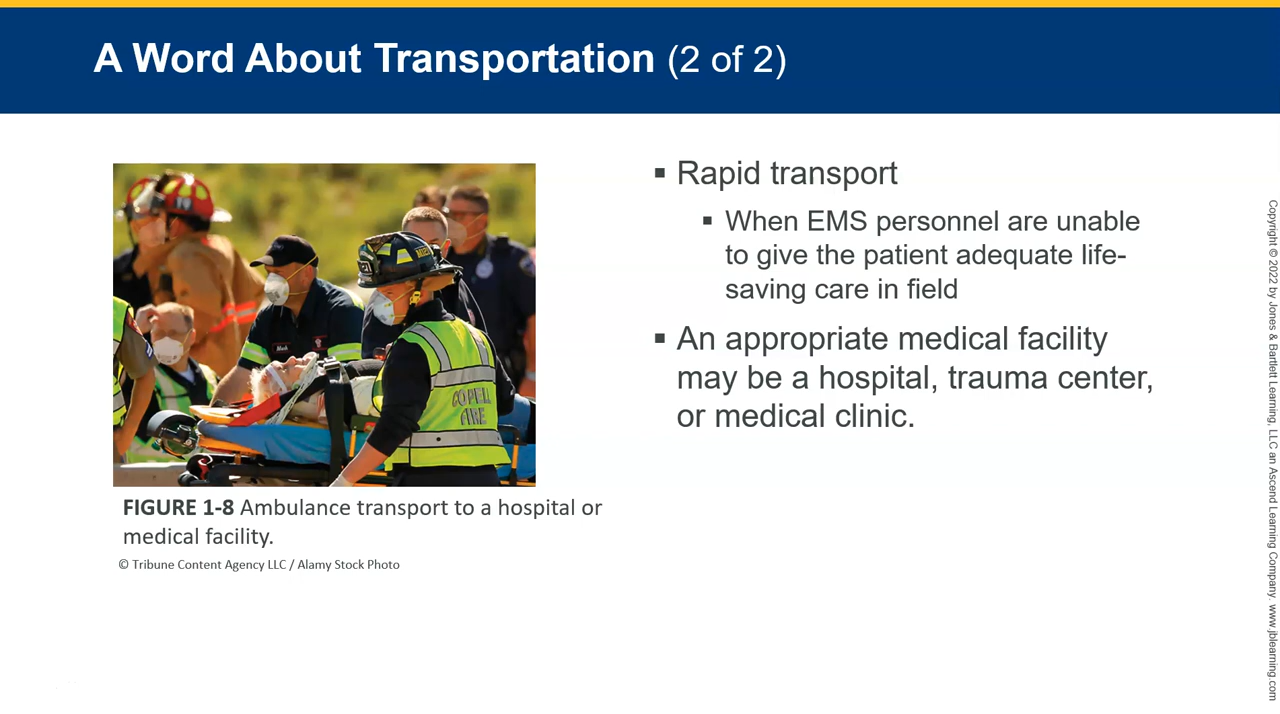 A Word About Transportation (2 of 2)
▪ Rapid transport
▪ When EMS personnel are unable
to give the patient adequate life-
saving care in field
▪ An appropriate medical facility
may be a hospital, trauma center,
or medical clinic.
COPPELL
FIRE
FIGURE 1-8 Ambulance transport to a hospital or
medical facility.
© Tribune Content Agency LLC / Alamy Stock Photo
Copyright © 2022 by Jones & Bartlett Learning, LLC an Ascend Learning Company. www.jblearning.com